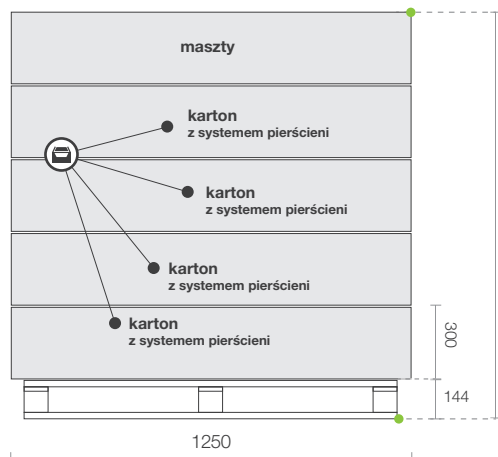 maszty
karton
z systemem pierścieni
karton
z systemem pierścieni
karton
z systemem pierścieni
karton
z systemem pierścieni
300
144
1250